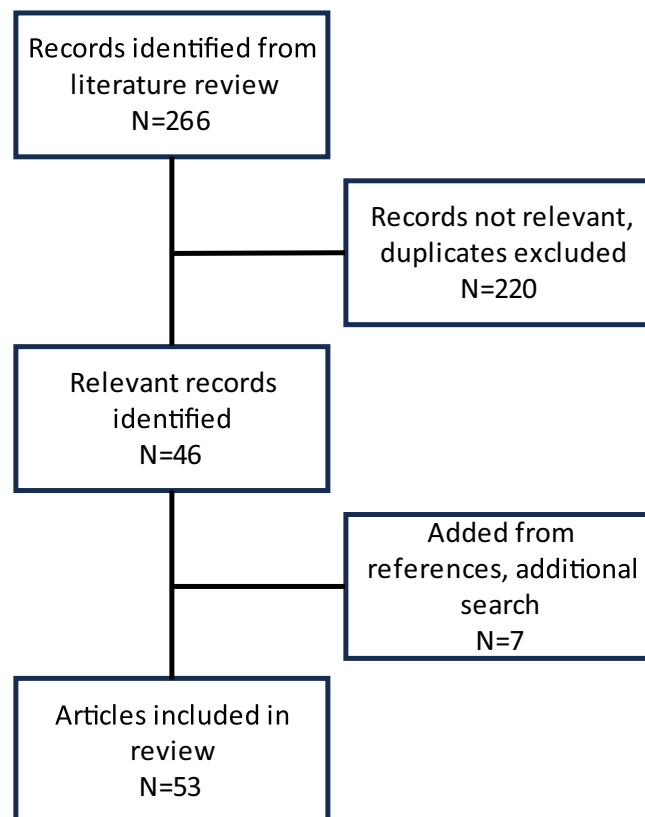 Records identified from
literature review
N=266
Records not relevant,
duplicates excluded
N=220
Relevant records
identified
N=46
Added from
references, additional
search
N=7
Articles included in
review
N=53